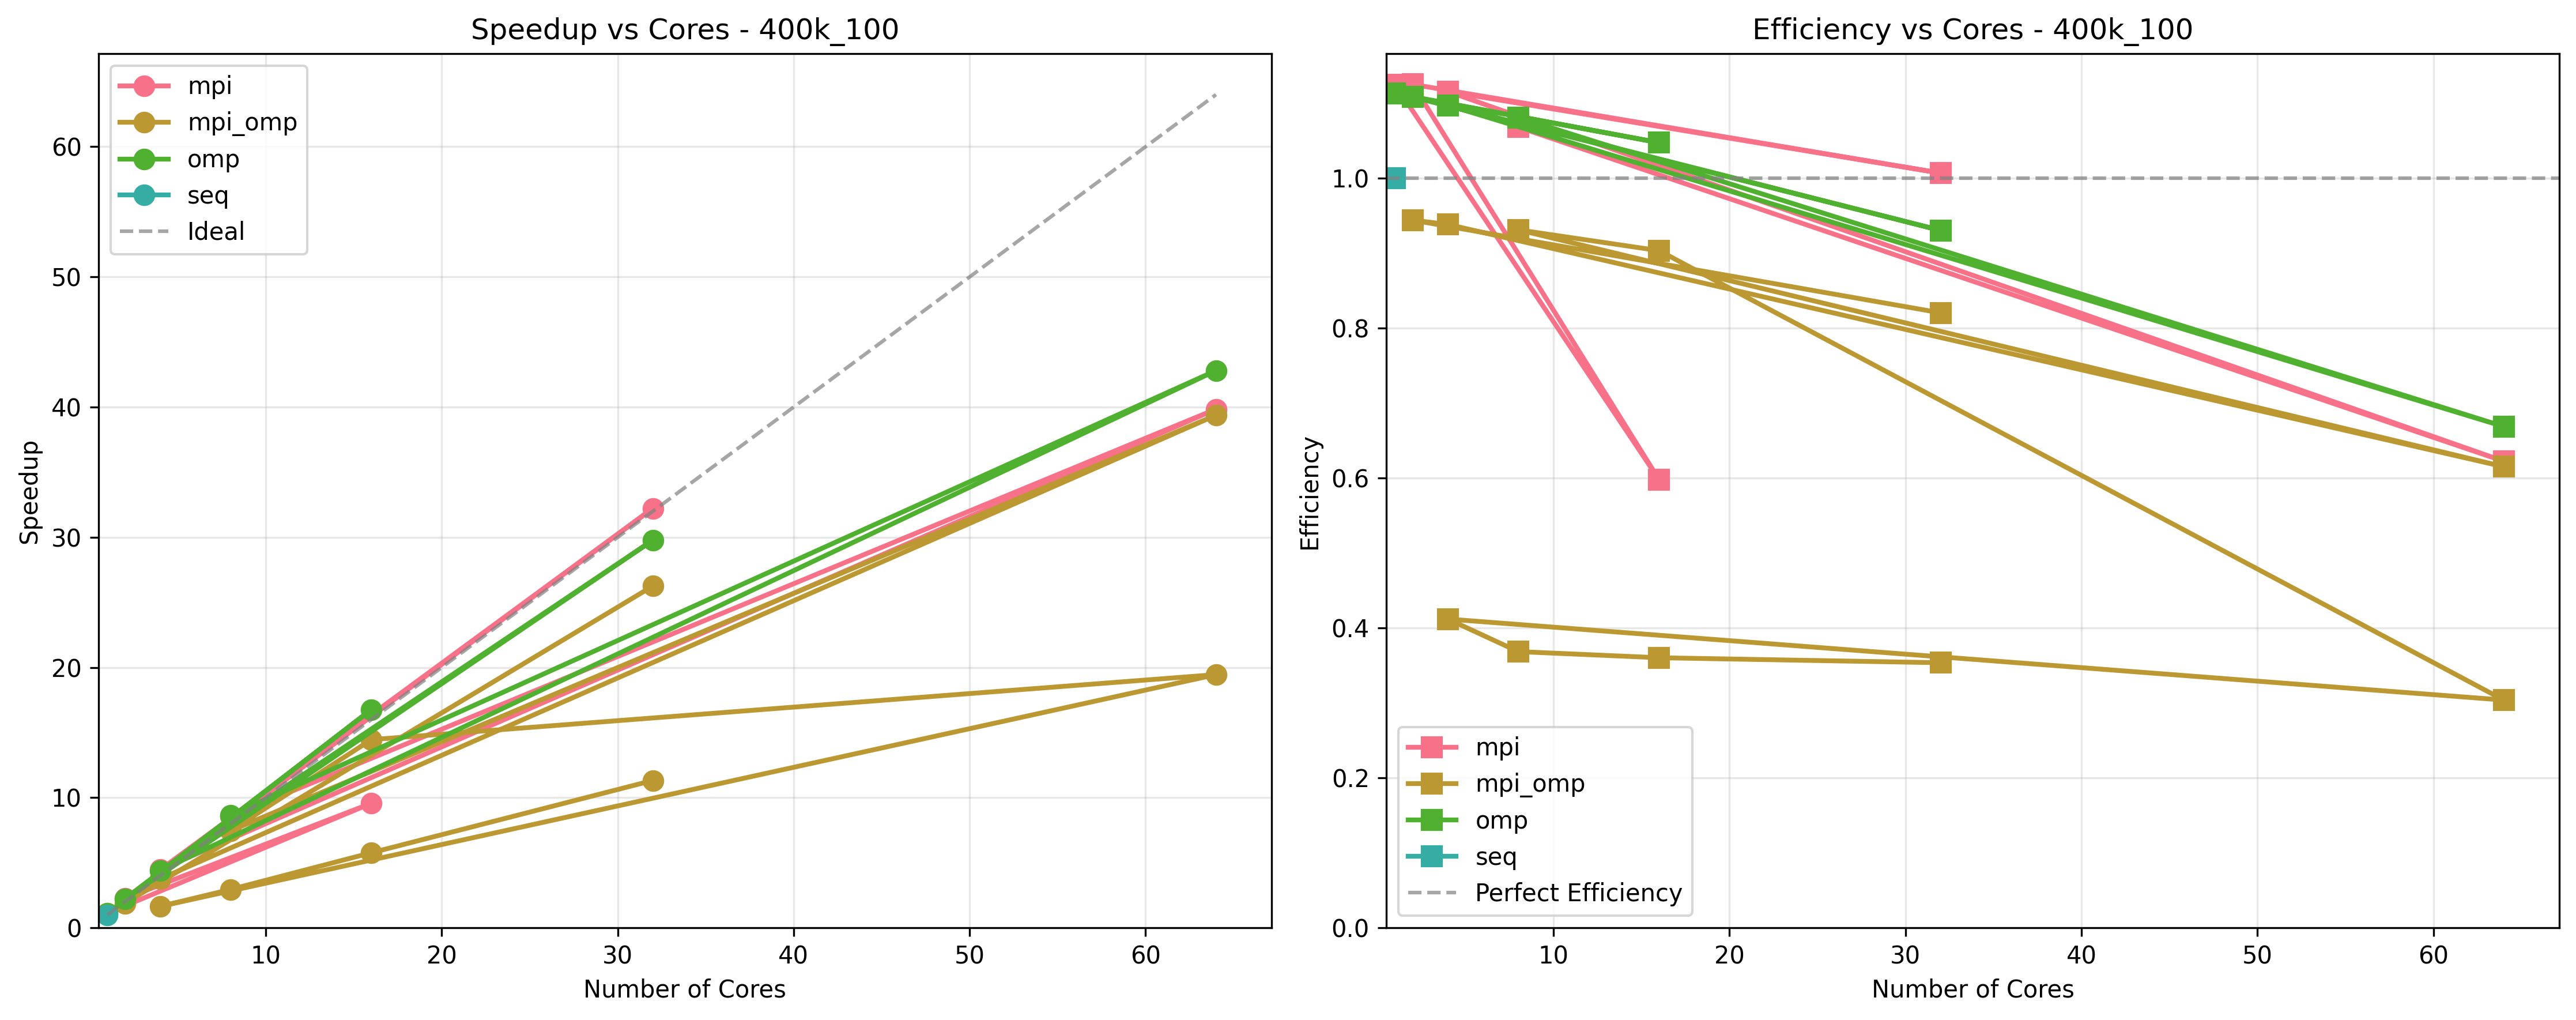 Speedup vs Cores - 400k_100
mpi
mpi_omp
omp
seq
Ideal
60
50
40
30
20
10
0
Speedup
10
20
30
40
50
60
Number of Cores
Efficiency vs Cores - 400k_100
1.0
0.8
0.6
0.4
0.2
0.0
Efficiency
mpi
mpi_omp
omp
seq
Perfect Efficiency
10
20
30
40
50
60
Number of Cores